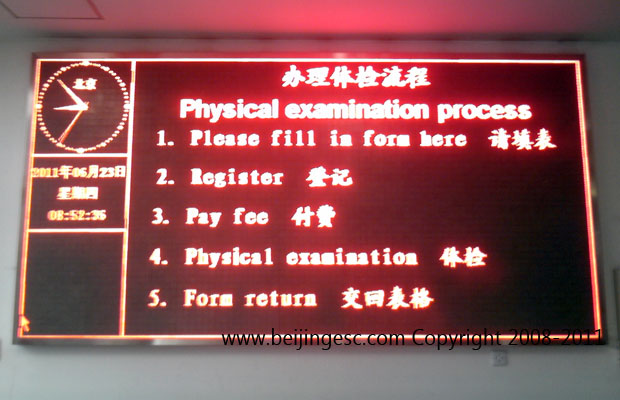 北京
2011年06月23日
星期四
08:52:35
办理体检流程
Physical examination process
1. Please fill in form here 请填表
2. Register 登记
3. Pay fee 付费
4. Physical examination 体检
5. Form return 交回表格
www.beijingesc.com Copyright 2008-2011